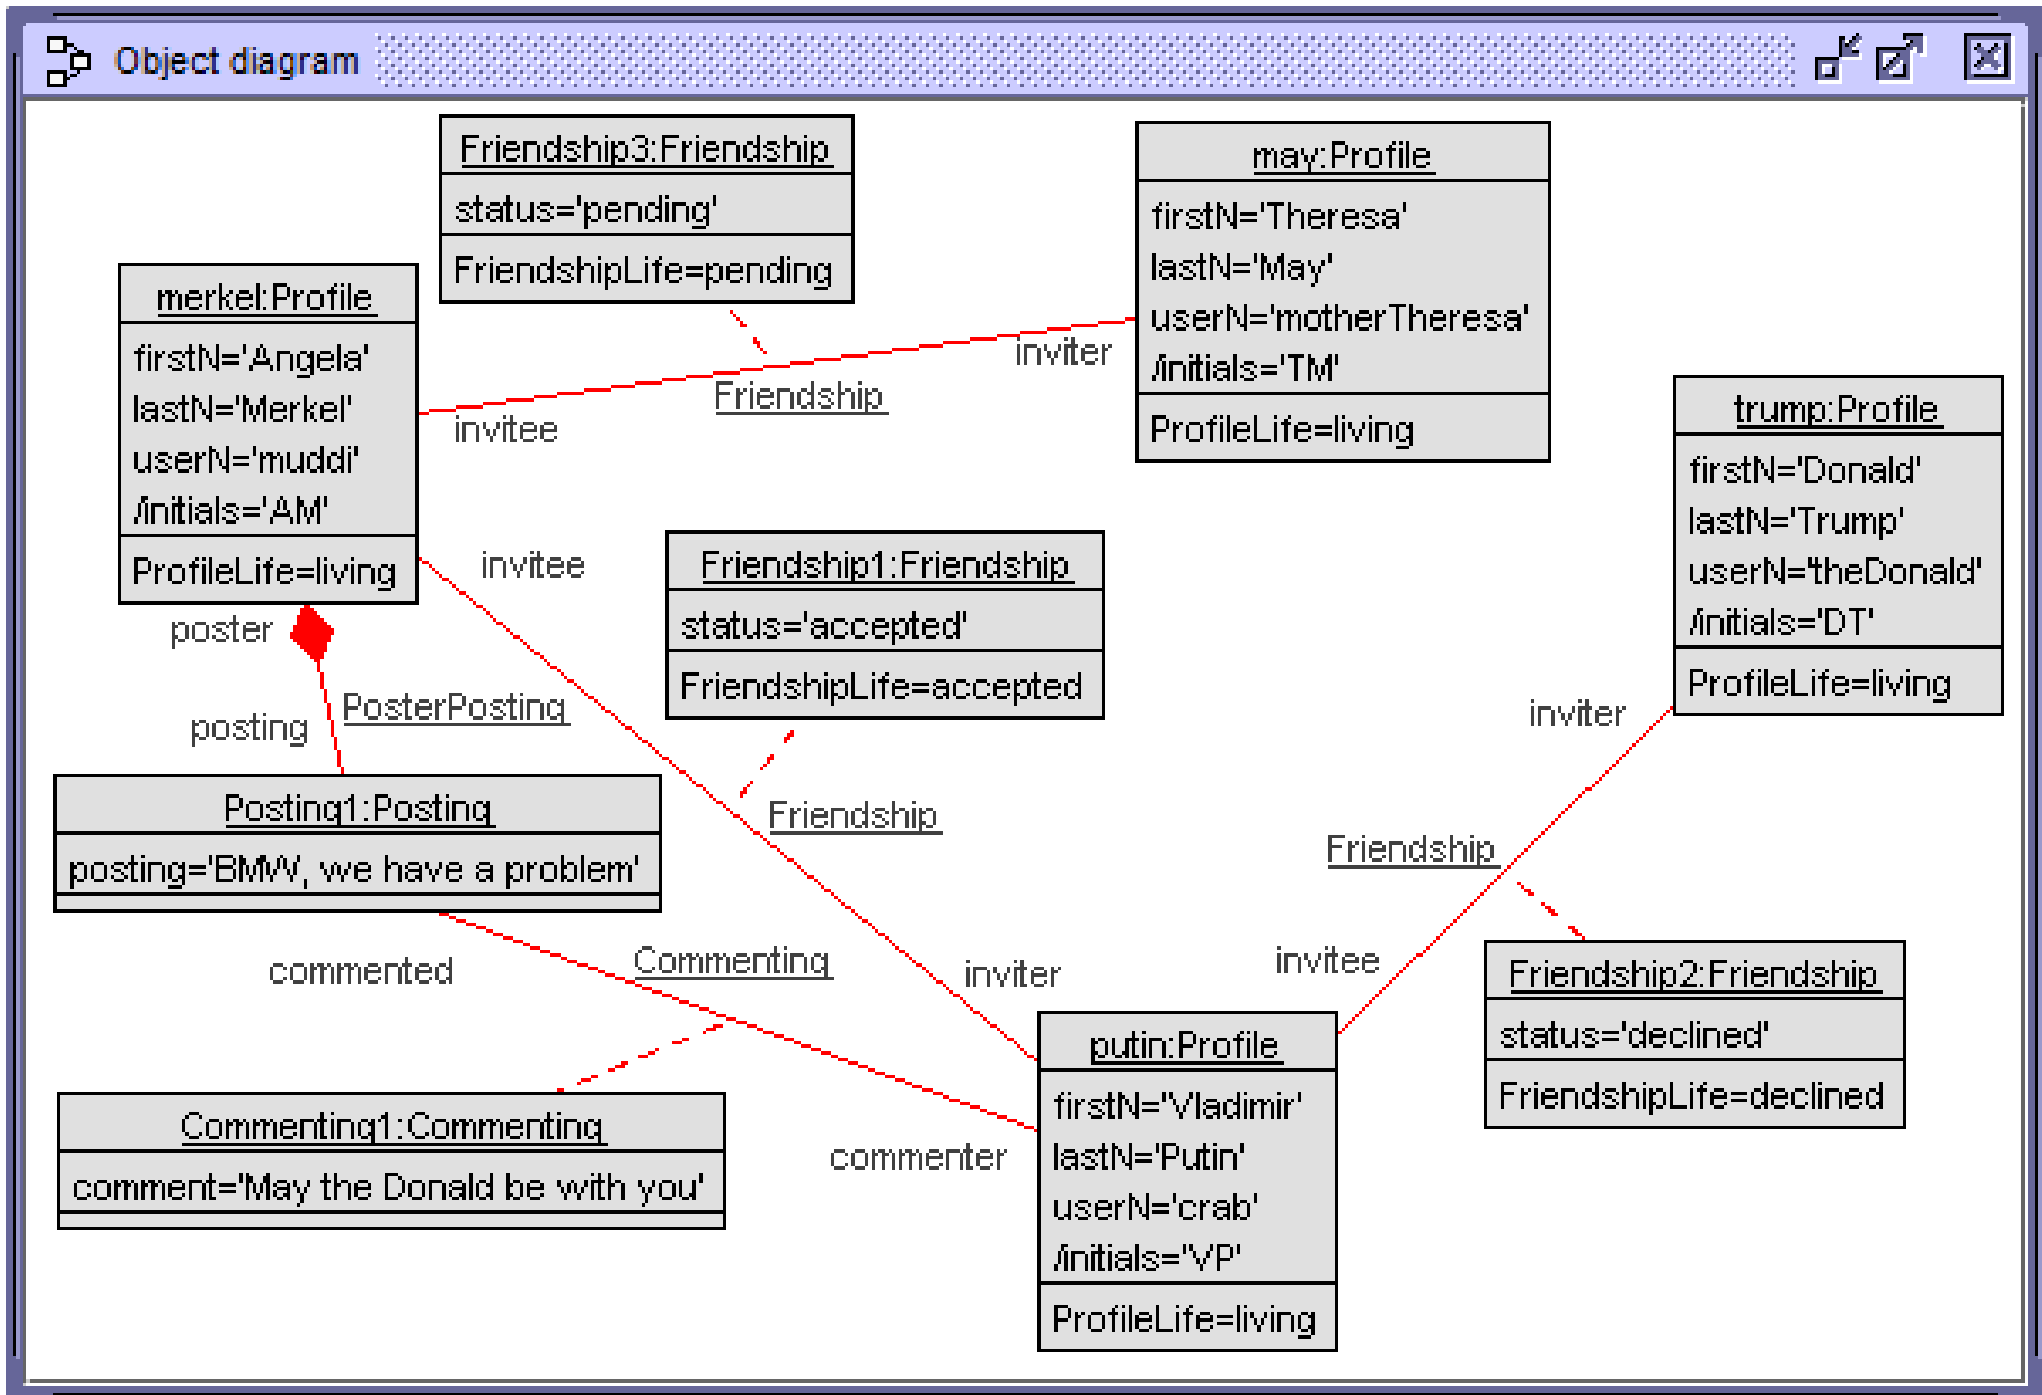 Object diagram
Friendship3:Friendship
status='pending'
FriendshipLife=pending
may:Profile
firstN='Theresa'
lastN='May'
userN='motherTheresa'
/initials='TM'
ProfileLife=living
merkel:Profile
firstN='Angela'
lastN='Merkel'
userN='muddi'
/initials='AM'
ProfileLife=living
inviter
Friendship
invitee
trump:Profile
firstN='Donald'
lastN='Trump'
userN='theDonald'
/initials='DT'
ProfileLife=living
invitee
Friendship1:Friendship
status='accepted'
FriendshipLife=accepted
poster
PosterPosting
posting
inviter
Posting1:Posting
posting='BMW, we have a problem'
Friendship
Friendship
commented
Commenting
inviter
invitee
Friendship2:Friendship
status='declined'
FriendshipLife=declined
putin:Profile
firstN='Vladimir'
lastN='Putin'
userN='crab'
/initials='VP'
ProfileLife=living
Commenting1:Commenting
comment='May the Donald be with you'
commenter